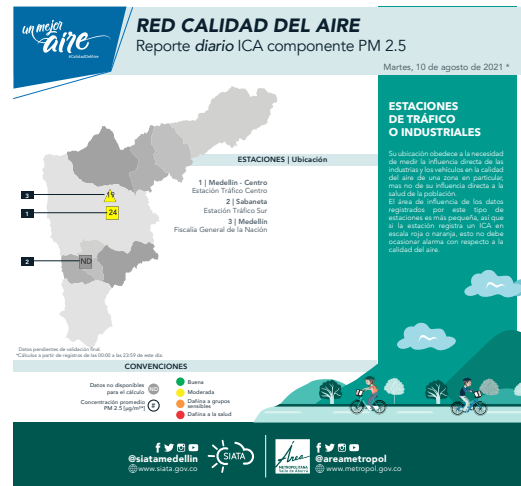 un mejor
aire
#CalidadDelAire
RED CALIDAD DEL AIRE
Reporte diario ICA componente PM 2.5
Martes, 10 de agosto de 2021 *
ESTACIONES
DE TRÁFICO
O INDUSTRIALES
Su ubicación obedece a la necesidad
de medir la influencia directa de las
industrias y los vehículos en la calidad
del aire de una zona en particular,
mas no de su influencia directa a la
salud de la población.
El área de influencia de los datos
registrados por este tipo de
estaciones es más pequeña, así que
si la estación registra un ICA en
escala roja o naranja, esto no debe
ocasionar alarma con respecto a la
calidad del aire.
ESTACIONES | Ubicación
1 | Medellín - Centro
Estación Tráfico Centro
2 | Sabaneta
Estación Tráfico Sur
3 | Medellín
Fiscalia General de la Nación
3
19
1
24
2
ND
Datos pendientes de validación final.
*Cálculos a partir de registros de las 00:00 a las 23:59 de este día.
CONVENCIONES
Datos no disponibles
para el cálculo
ND
Concentración promedio
PM 2.5 [µg/m³*]
#
Buena
Moderada
Dañina a grupos
sensibles
Dañina a la salud
@siatamedellin
www.siata.gov.co
SIATA
Área
METROPOLITANA
Valle de Aburrá
@areametropol
www.metropol.gov.co